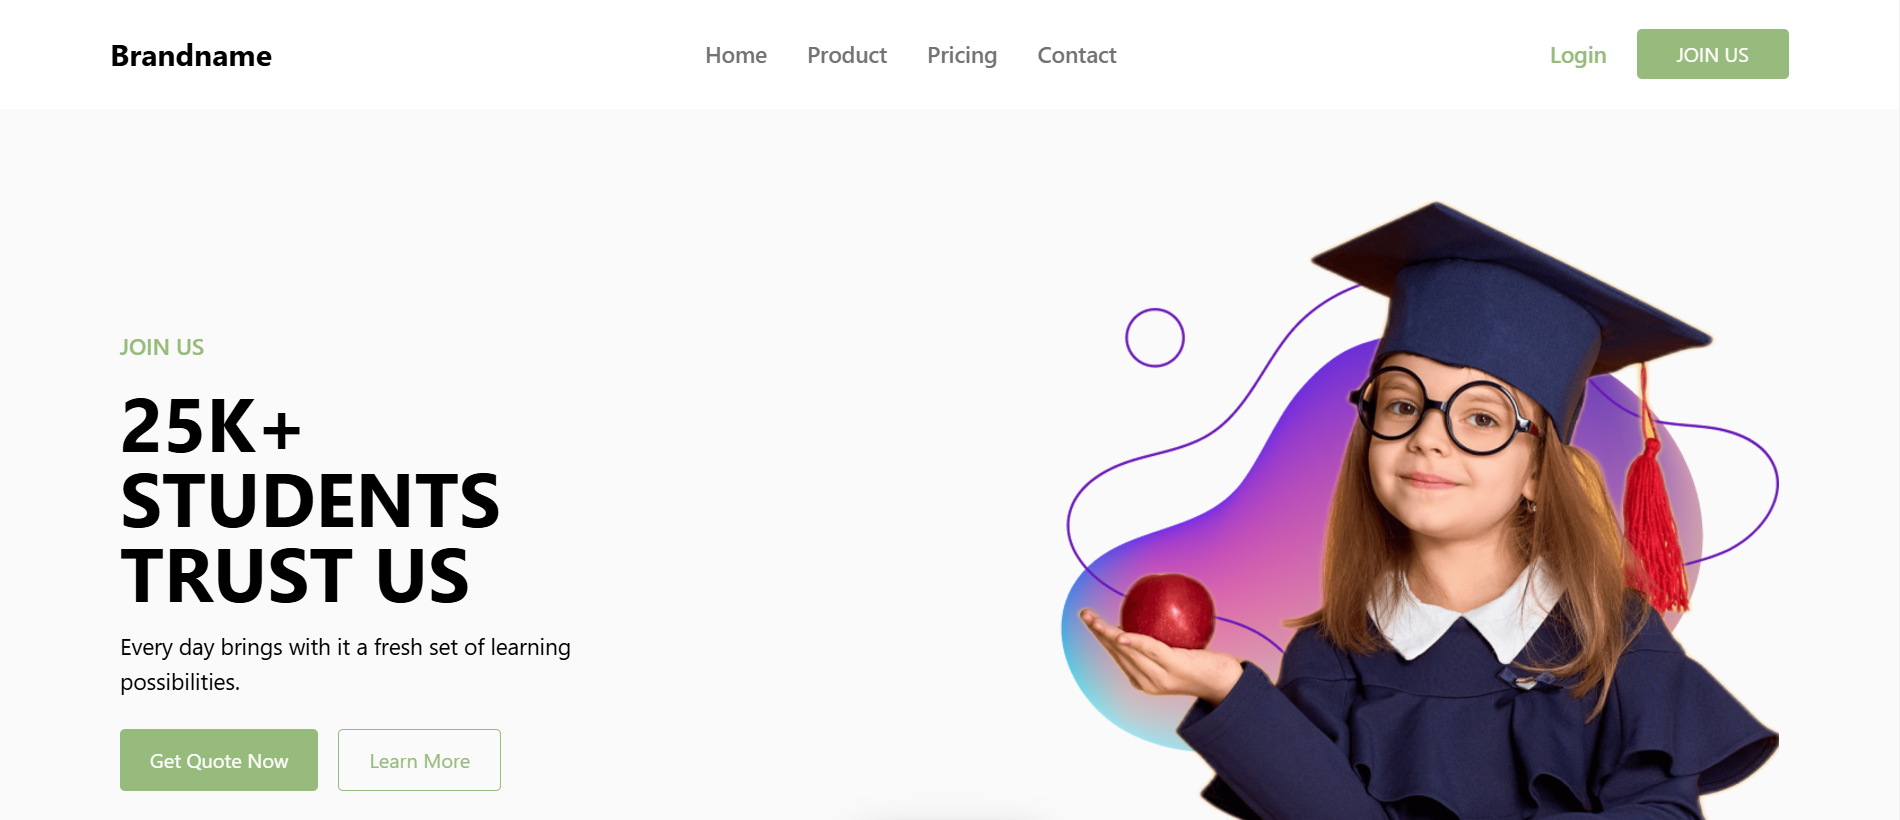 Brandname
Home Product Pricing Contact
Login JOIN US
JOIN US
25K+
STUDENTS
TRUST US
Every day brings with it a fresh set of learning
possibilities.
Get Quote Now Learn More